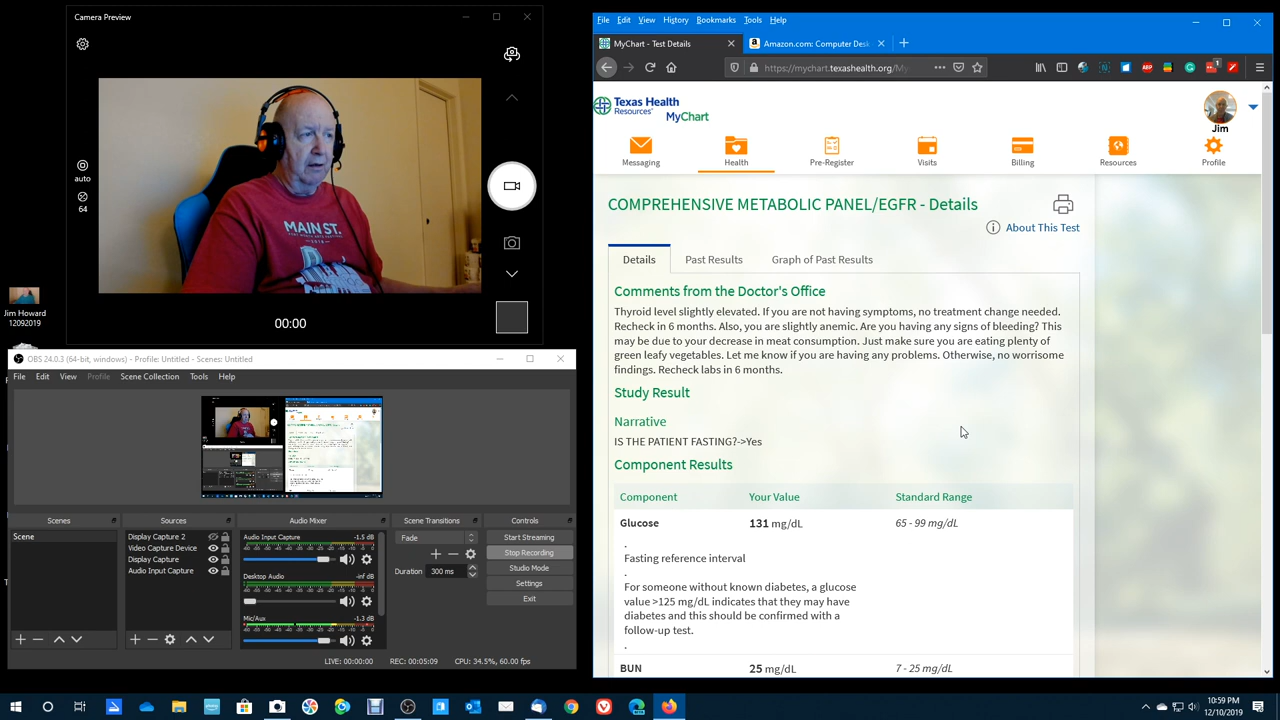 Camera Preview
auto
64
00:00
MAIN ST.
Jim Howard
12092019
OBS 24.0.3 (64-bit, windows) - Profile: Untitled - Scenes: Untitled
File Edit View Profile Scene Collection Tools Help
Scenes Sources Audio Mixer Scene Transitions Controls
Scene
Display Capture 2
Video Capture Device
Display Capture
Audio Input Capture
Audio Input Capture -1.5 dB
Desktop Audio -inf dB
Mic/Aux -1.3 dB
Fade
Duration 300 ms
Start Streaming
Stop Recording
Studio Mode
Settings
Exit
LIVE: 00:00:00 REC: 00:05:09 CPU: 34.5%, 60.00 fps
File Edit View History Bookmarks Tools Help
MyChart - Test Details
Amazon.com: Computer Desk
https://mychart.texashealth.org/My
Texas Health
Resources
MyChart
Jim
Messaging Health Pre-Register Visits Billing Resources Profile
COMPREHENSIVE METABOLIC PANEL/EGFR - Details
About This Test
Details Past Results Graph of Past Results
Comments from the Doctor's Office
Thyroid level slightly elevated. If you are not having symptoms, no treatment change needed.
Recheck in 6 months. Also, you are slightly anemic. Are you having any signs of bleeding? This
may be due to your decrease in meat consumption. Just make sure you are eating plenty of
green leafy vegetables. Let me know if you are having any problems. Otherwise, no worrisome
findings. Recheck labs in 6 months.
Study Result
Narrative
IS THE PATIENT FASTING?->Yes
Component Results
Component Your Value Standard Range
Glucose 131 mg/dL 65 - 99 mg/dL
.
Fasting reference interval
.
For someone without known diabetes, a glucose
value >125 mg/dL indicates that they may have
diabetes and this should be confirmed with a
follow-up test.
.
BUN 25 mg/dL 7 - 25 mg/dL
10:59 PM
12/10/2019